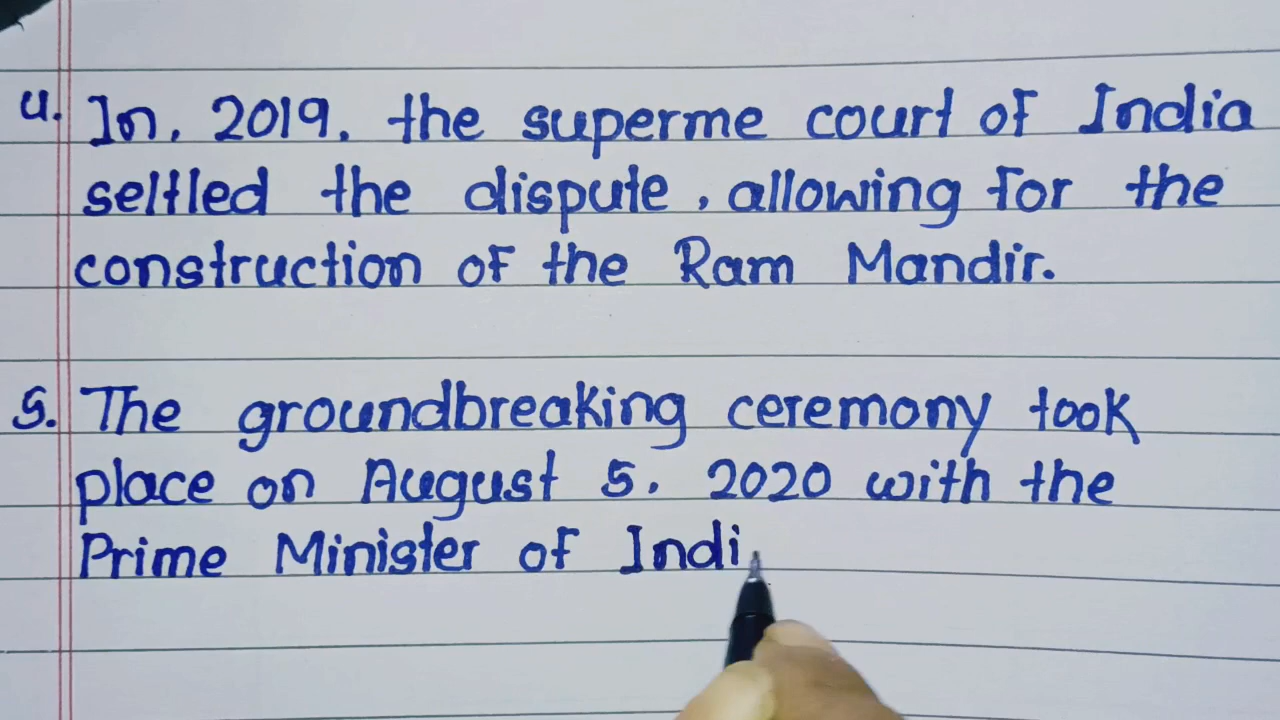 4. In, 2019, the superme court of India
settled the dispute, allowing for the
construction of the Ram Mandir.
5. The groundbreaking ceremony took
place on August 5, 2020 with the
Prime Minister of Indi